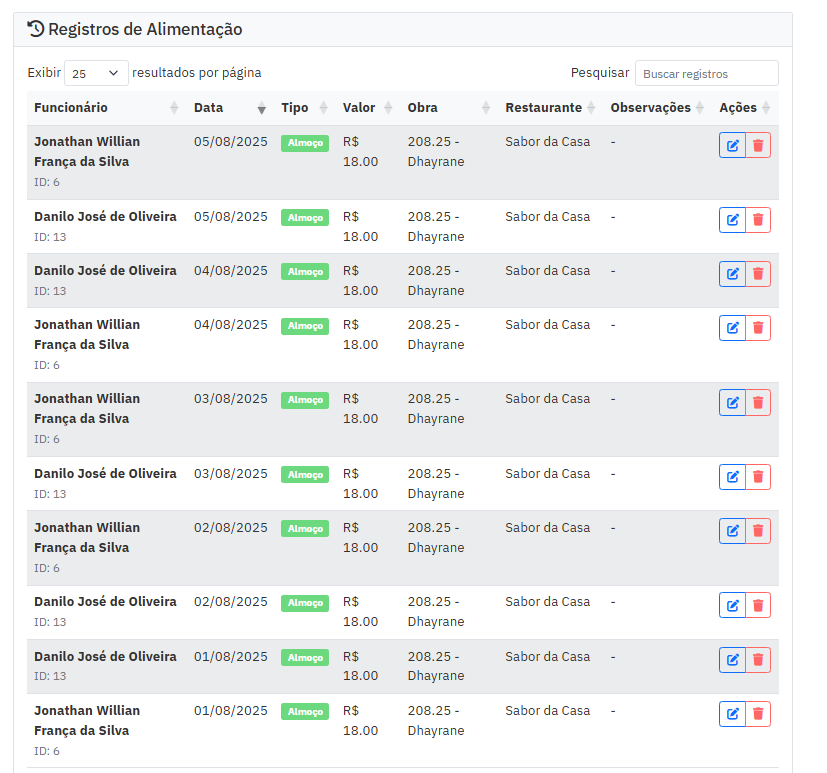 Registros de Alimentação
Exibir 25 resultados por página Pesquisar Buscar registros
Funcionário Data Tipo Valor Obra Restaurante Observações Ações
Jonathan Willian 05/08/2025 Almoço R$ 208.25 - Sabor da Casa -
França da Silva 18.00 Dhayrane
ID: 6
Danilo José de Oliveira 05/08/2025 Almoço R$ 208.25 - Sabor da Casa -
ID: 13 18.00 Dhayrane
Danilo José de Oliveira 04/08/2025 Almoço R$ 208.25 - Sabor da Casa -
ID: 13 18.00 Dhayrane
Jonathan Willian 04/08/2025 Almoço R$ 208.25 - Sabor da Casa -
França da Silva 18.00 Dhayrane
ID: 6
Jonathan Willian 03/08/2025 Almoço R$ 208.25 - Sabor da Casa -
França da Silva 18.00 Dhayrane
ID: 6
Danilo José de Oliveira 03/08/2025 Almoço R$ 208.25 - Sabor da Casa -
ID: 13 18.00 Dhayrane
Jonathan Willian 02/08/2025 Almoço R$ 208.25 - Sabor da Casa -
França da Silva 18.00 Dhayrane
ID: 6
Danilo José de Oliveira 02/08/2025 Almoço R$ 208.25 - Sabor da Casa -
ID: 13 18.00 Dhayrane
Danilo José de Oliveira 01/08/2025 Almoço R$ 208.25 - Sabor da Casa -
ID: 13 18.00 Dhayrane
Jonathan Willian 01/08/2025 Almoço R$ 208.25 - Sabor da Casa -
França da Silva 18.00 Dhayrane
ID: 6